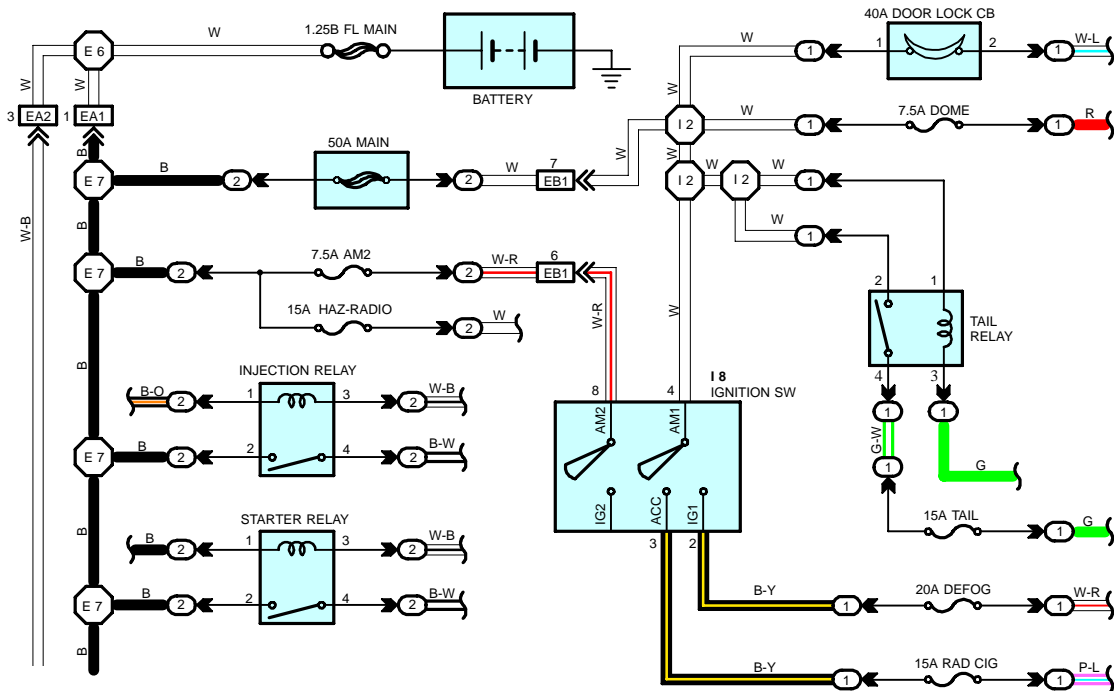 40A DOOR LOCK CB
1.25B FL MAIN
W
E 6
1
1
2
1
W-L
W
W
BATTERY
W
W
3 EA2
1 EA1
7.5A DOME
I 2
W
1
1
R
B
50A MAIN
W
W
7
E 7
B
2
2
W
EB1
I 2
W
I 2
W
1
W
1
W-B
B
7.5A AM2
W-R
6
E 7
B
2
2
EB1
2
1
15A HAZ-RADIO
W
2
W-R
W
TAIL
RELAY
B
INJECTION RELAY
I 8
IGNITION SW
4
3
B-O
2
1
3
2
W-B
8
4
1
1
AM2
AM1
G-W
E 7
B
2
2
4
2
B-W
1
G
IG2
ACC
IG1
B
STARTER RELAY
15A TAIL
1
G
B
2
1
3
2
W-B
3
2
E 7
B
2
2
4
2
B-W
B-Y
1
20A DEFOG
1
W-R
B
B-Y
1
15A RAD CIG
1
P-L